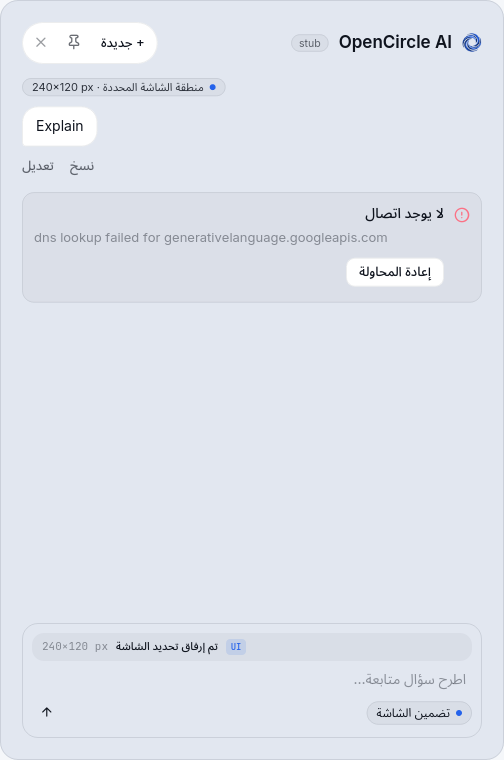 OpenCircle AI
stub
+ جديدة
منطقة الشاشة المحددة · 240×120 px
Explain
نسخ
تعديل
لا يوجد اتصال
dns lookup failed for generativelanguage.googleapis.com
إعادة المحاولة
UI تم إرفاق تحديد الشاشة 240×120 px
اطرح سؤال متابعة...
تضمين الشاشة